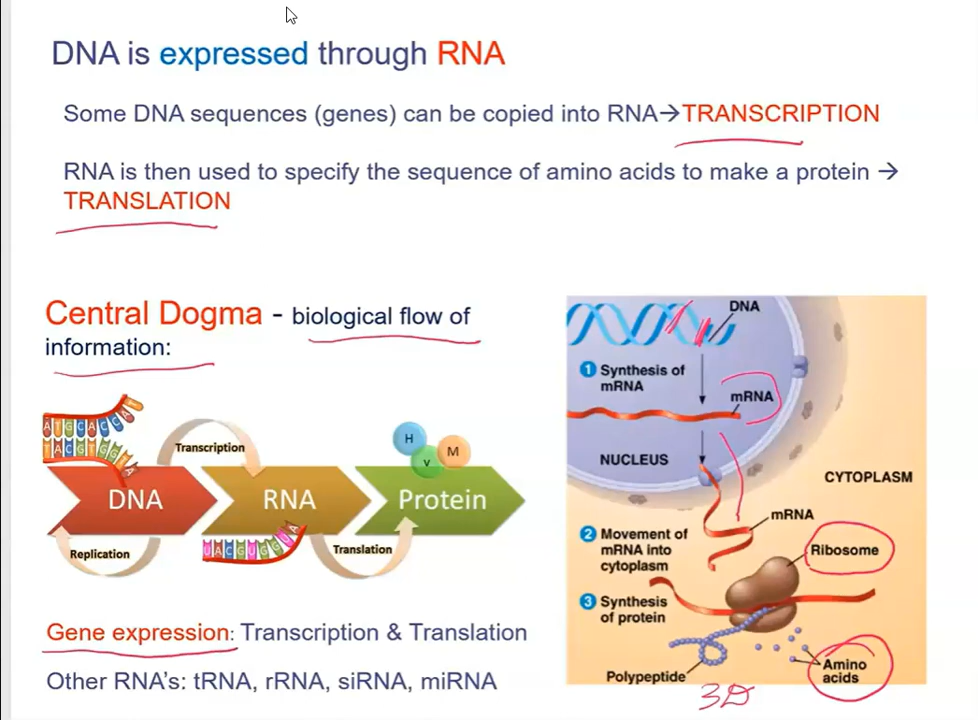 DNA is expressed through RNA
Some DNA sequences (genes) can be copied into RNA→TRANSCRIPTION
RNA is then used to specify the sequence of amino acids to make a protein →
TRANSLATION
Central Dogma - biological flow of
information:
ATGCACCA
TACGTGG A
Transcription
H
V
M
DNA
RNA
Protein
Replication
UACGUGGUA
Translation
Gene expression: Transcription & Translation
Other RNA's: tRNA, rRNA, siRNA, miRNA
DNA
1 Synthesis of
mRNA
mRNA
NUCLEUS
CYTOPLASM
mRNA
2 Movement of
mRNA into
cytoplasm
Ribosome
3 Synthesis
of protein
Amino
acids
Polypeptide
3D